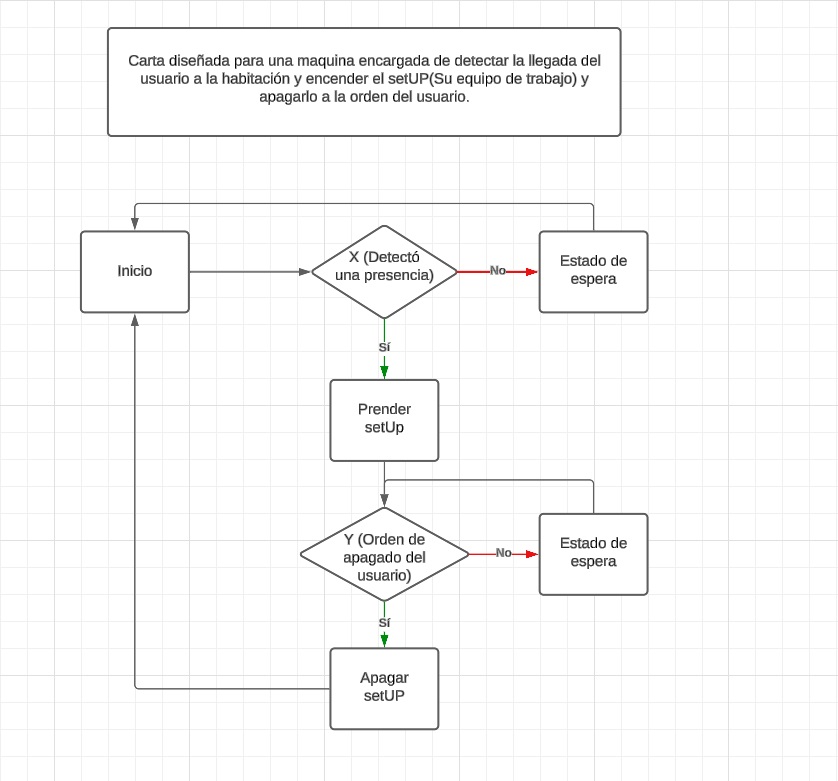 Carta diseñada para una maquina encargada de detectar la llegada del
usuario a la habitación y encender el setUP(Su equipo de trabajo) y
apagarlo a la orden del usuario.
Inicio
X (Detectó
una presencia)
No
Estado de
espera
Sí
Prender
setUp
Y (Orden de
apagado del
usuario)
No
Estado de
espera
Sí
Apagar
setUP